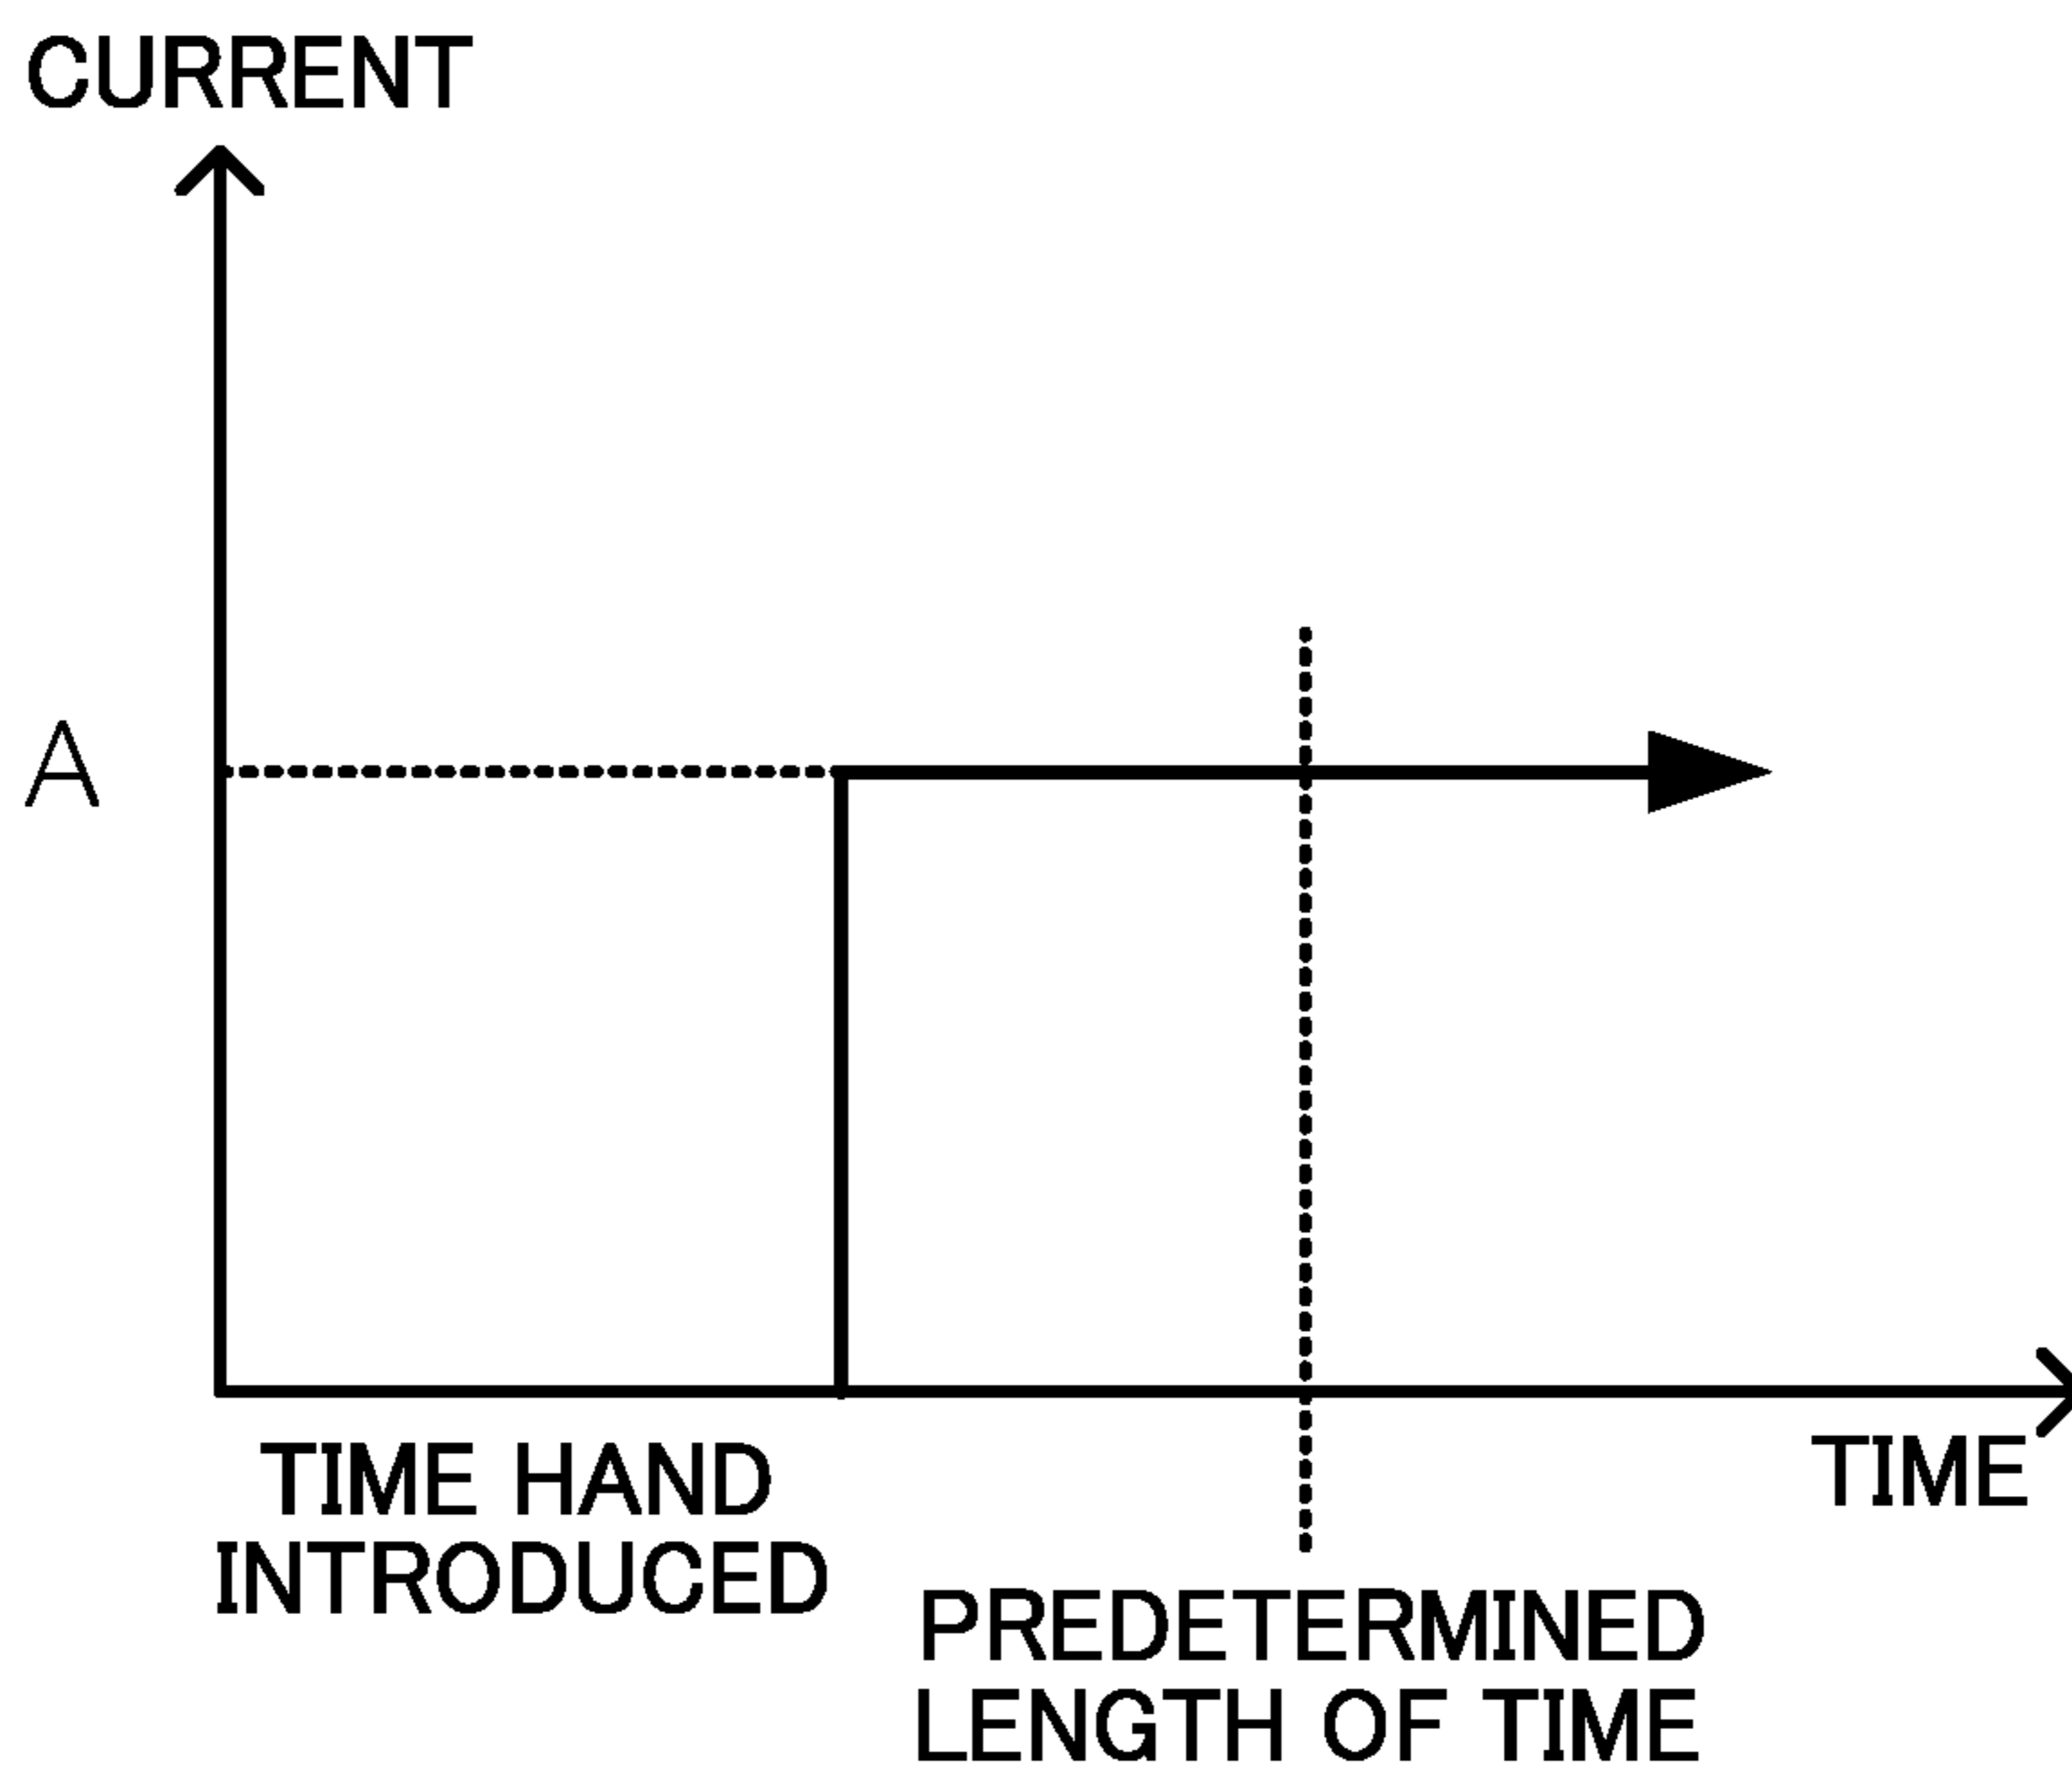 CURRENT
A
TIME HAND
INTRODUCED
TIME
PREDETERMINED
LENGTH OF TIME